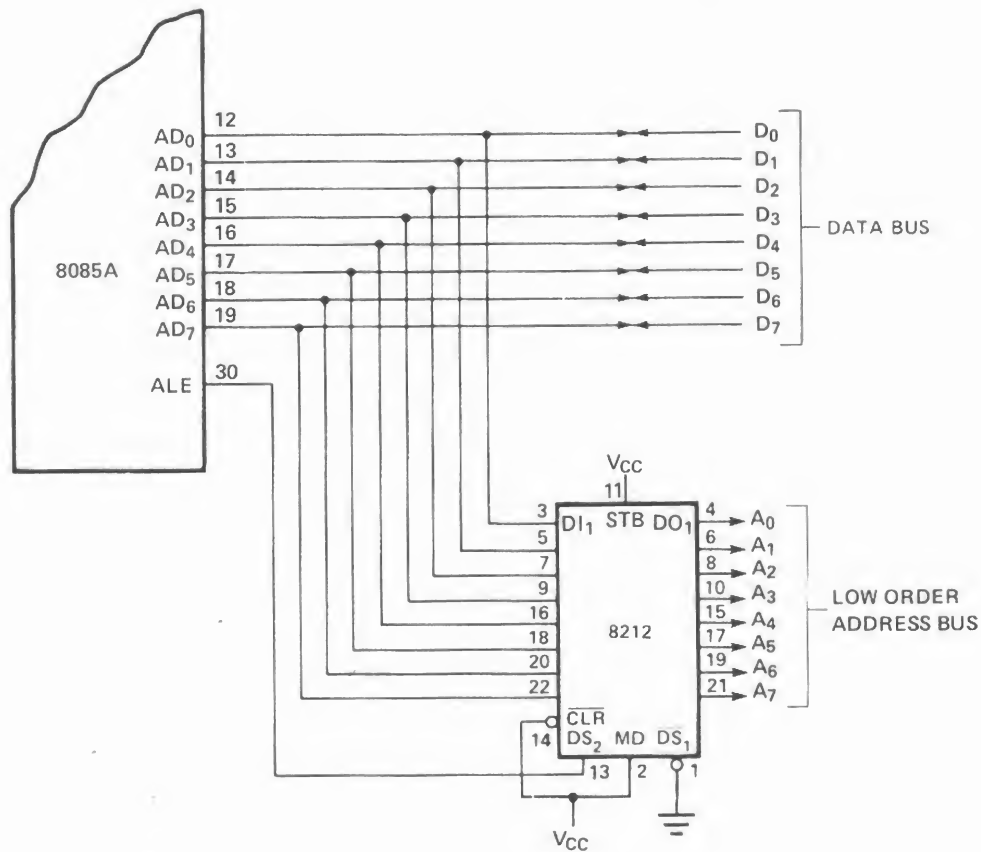 12
AD0 D0
13
AD1 D1
14
AD2 D2
15
AD3 D3
16
AD4 D4
17
8085A AD5 D5
18
AD6 D6
19
AD7 D7
DATA BUS
30
ALE
VCC
11
3 DI1 STB DO1 4 A0
5 6 A1
7 8 A2
9 10 A3
16 15 A4
18 8212 17 A5
20 19 A6
22 21 A7
LOW ORDER
ADDRESS BUS
C̅L̅R̅
14 DS2 MD D̅S̅1
13 2 1
VCC